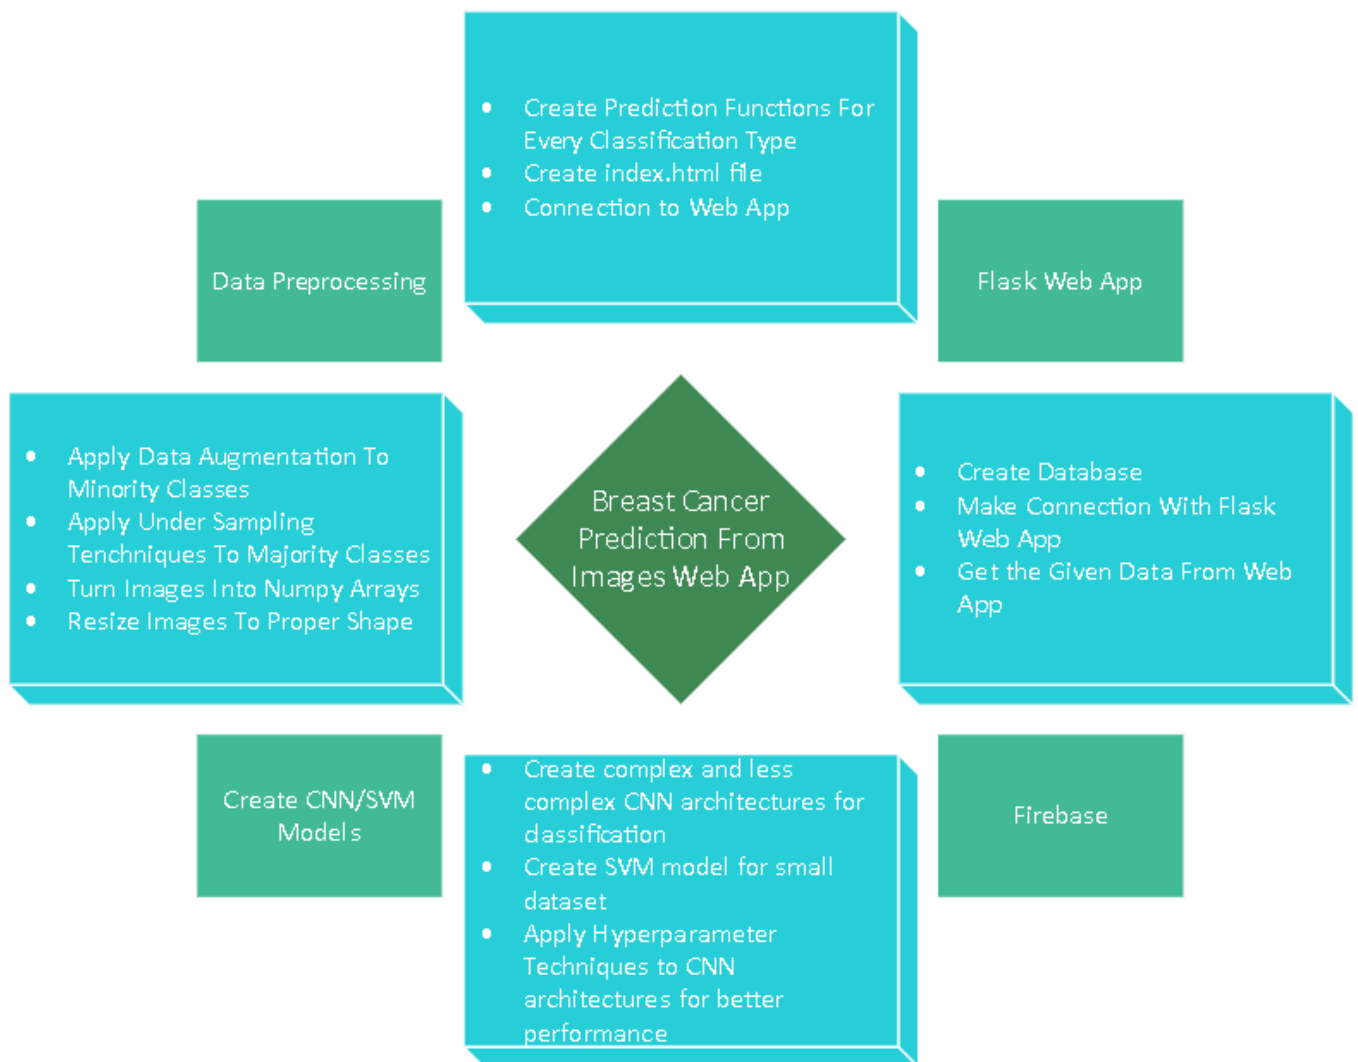 • Create Prediction Functions For
Every Classification Type
• Create index.html file
• Connection to Web App
Data Preprocessing
Flask Web App
• Apply Data Augmentation To
Minority Classes
• Apply Under Sampling
Tenchniques To Majority Classes
• Turn Images Into Numpy Arrays
• Resize Images To Proper Shape
Breast Cancer
Prediction From
Images Web App
• Create Database
• Make Connection With Flask
Web App
• Get the Given Data From Web
App
Create CNN/SVM
Models
• Create complex and less
complex CNN architectures for
classification
• Create SVM model for small
dataset
• Apply Hyperparameter
Techniques to CNN
architectures for better
performance
Firebase